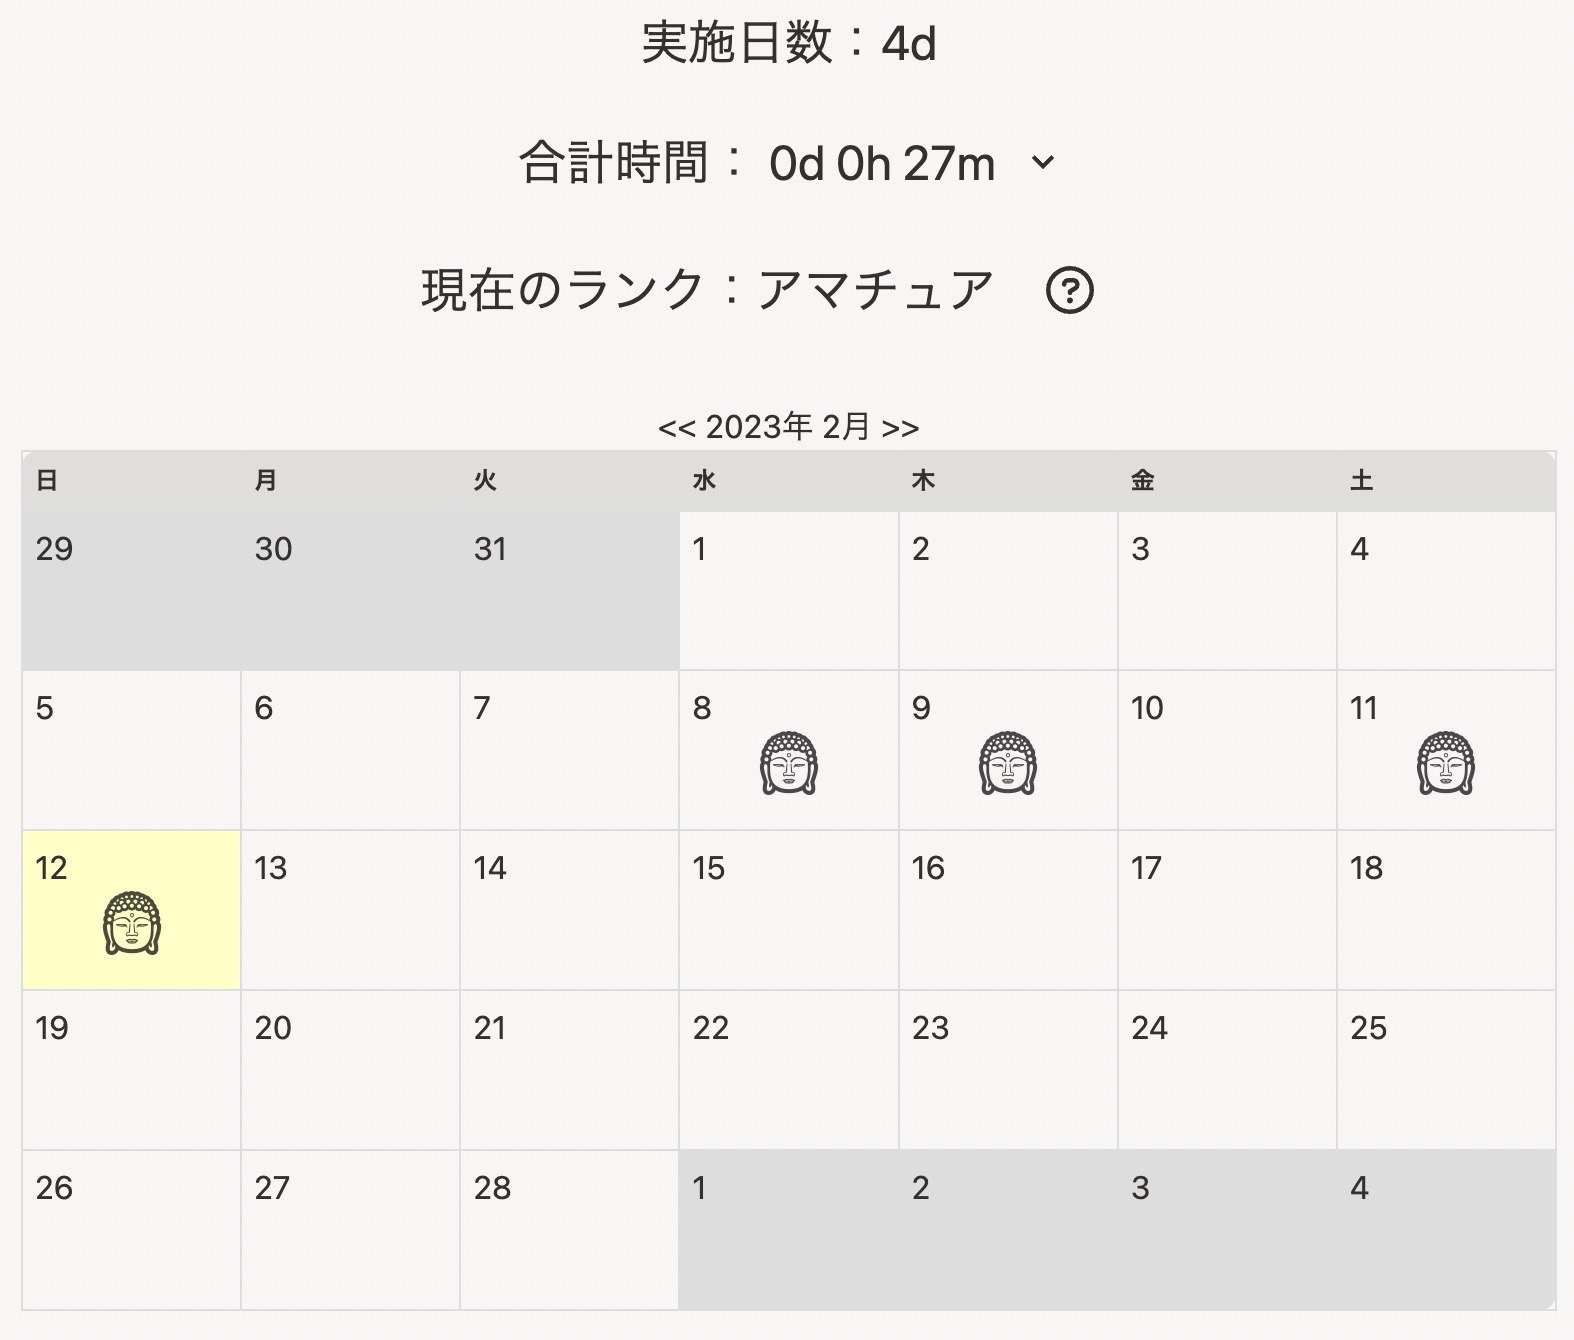 実施日数：4d
合計時間： 0d 0h 27m
現在のランク：アマチュア ?
<< 2023年 2月 >>
日 月 火 水 木 金 土
29 30 31 1 2 3 4
5 6 7 8 9 10 11
12 13 14 15 16 17 18
19 20 21 22 23 24 25
26 27 28 1 2 3 4